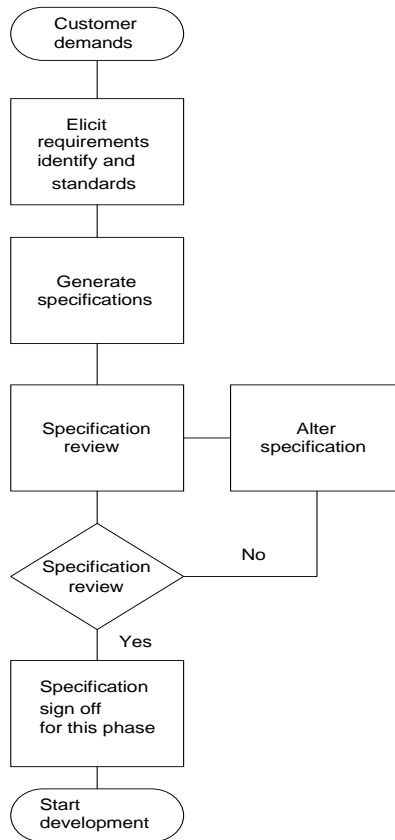 Customer
demands
Elicit
requirements
identify and
standards
Generate
specifications
Specification
review
Alter
specification
Specification
review
No
Yes
Specification
sign off
for this phase
Start
development